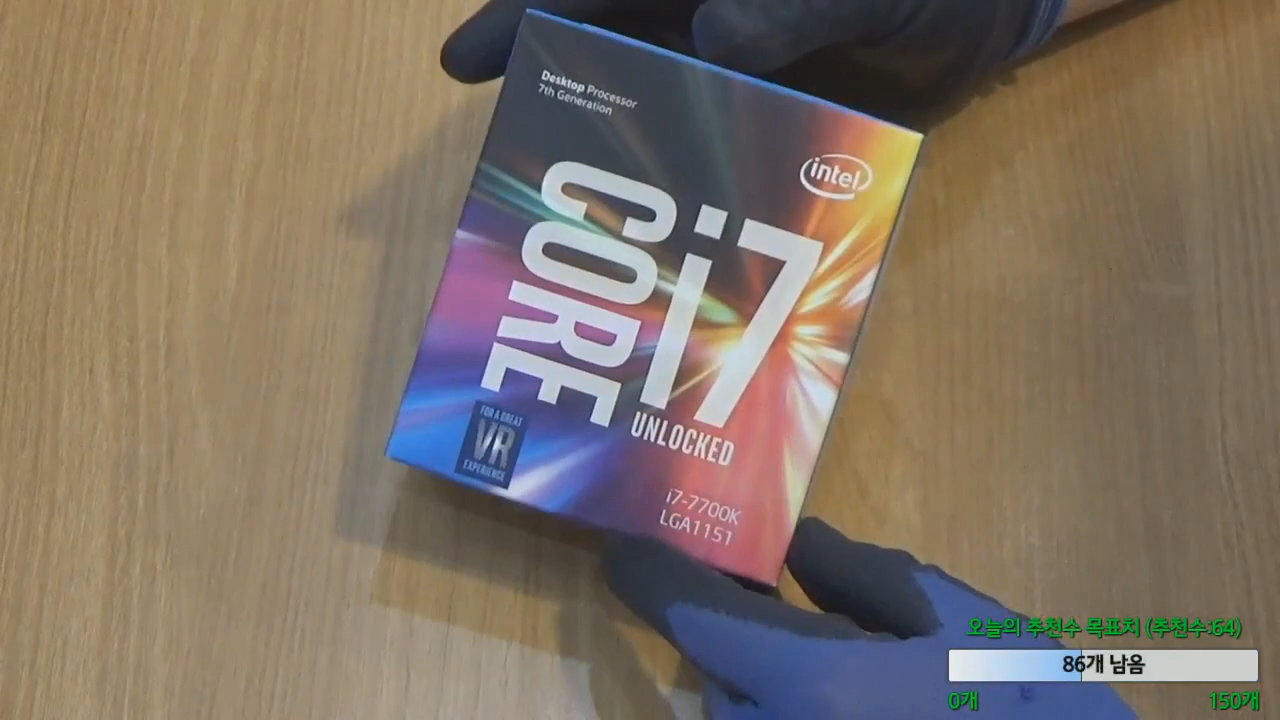 Desktop Processor
7th Generation
intel
CORE
i7
UNLOCKED
FOR A GREAT
VR
EXPERIENCE
i7-7700K
LGA1151
오늘의 추천수 목표치 (추천수:64)
86개 남음
0개
150개